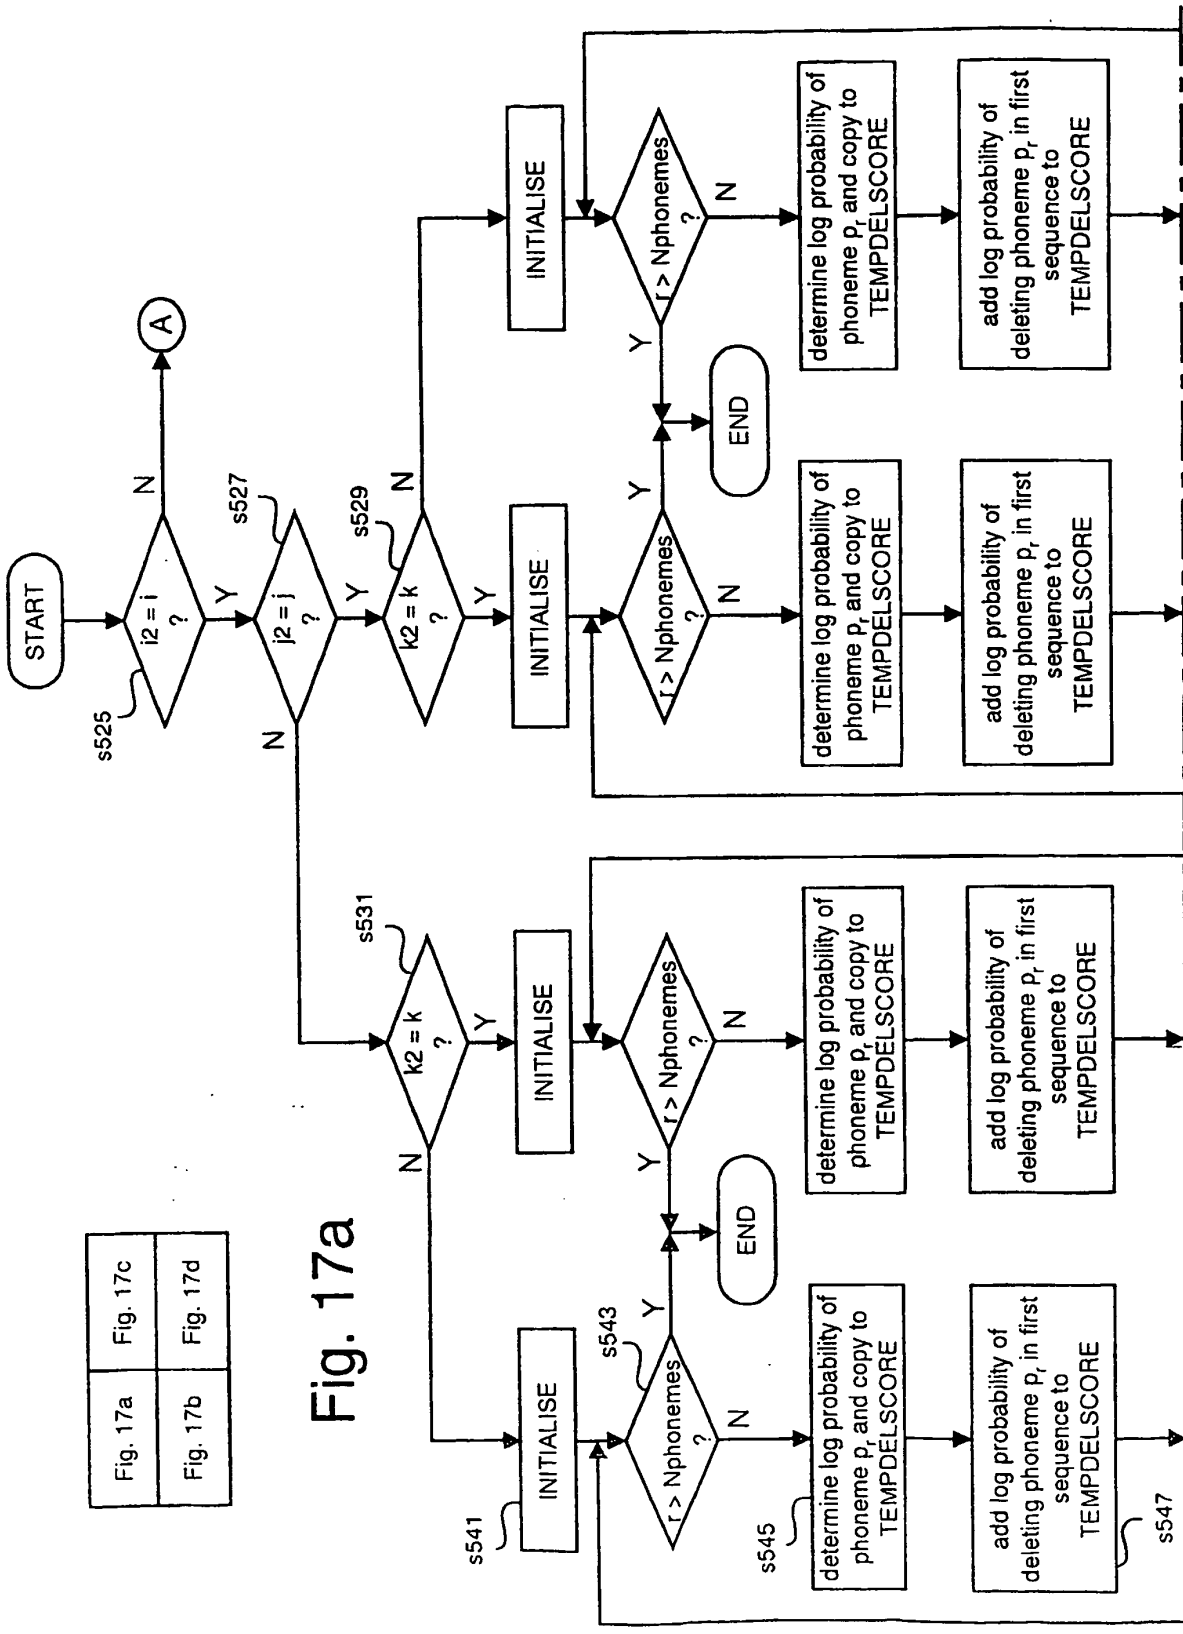 Fig. 17a
Fig. 17c
Fig. 17b
Fig. 17d
Fig. 17a
START
s525
i2 = i
?
N
A
Y
s527
j2 = j
?
N
Y
s529
k2 = k
?
N
Y
s531
k2 = k
?
N
Y
s541
INITIALISE
INITIALISE
INITIALISE
INITIALISE
s543
r > Nphonemes
?
Y
N
r > Nphonemes
?
Y
N
END
r > Nphonemes
?
Y
N
r > Nphonemes
?
Y
N
END
s545
determine log probability of
phoneme pr and copy to
TEMPDELSCORE
determine log probability of
phoneme pr and copy to
TEMPDELSCORE
determine log probability of
phoneme pr and copy to
TEMPDELSCORE
determine log probability of
phoneme pr and copy to
TEMPDELSCORE
add log probability of
deleting phoneme pr in first
sequence to
TEMPDELSCORE
s547
add log probability of
deleting phoneme pr in first
sequence to
TEMPDELSCORE
add log probability of
deleting phoneme pr in first
sequence to
TEMPDELSCORE
add log probability of
deleting phoneme pr in first
sequence to
TEMPDELSCORE